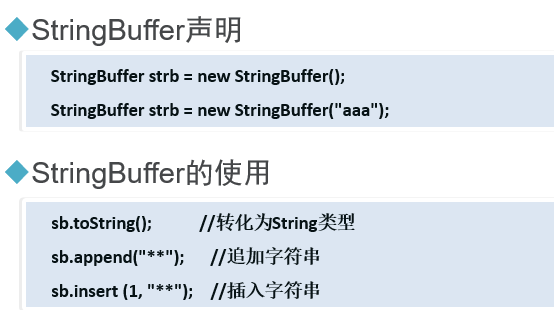 StringBuffer声明
StringBuffer strb = new StringBuffer();
StringBuffer strb = new StringBuffer("aaa");
StringBuffer的使用
sb.toString(); //转化为String类型
sb.append("**"); //追加字符串
sb.insert (1, "**"); //插入字符串